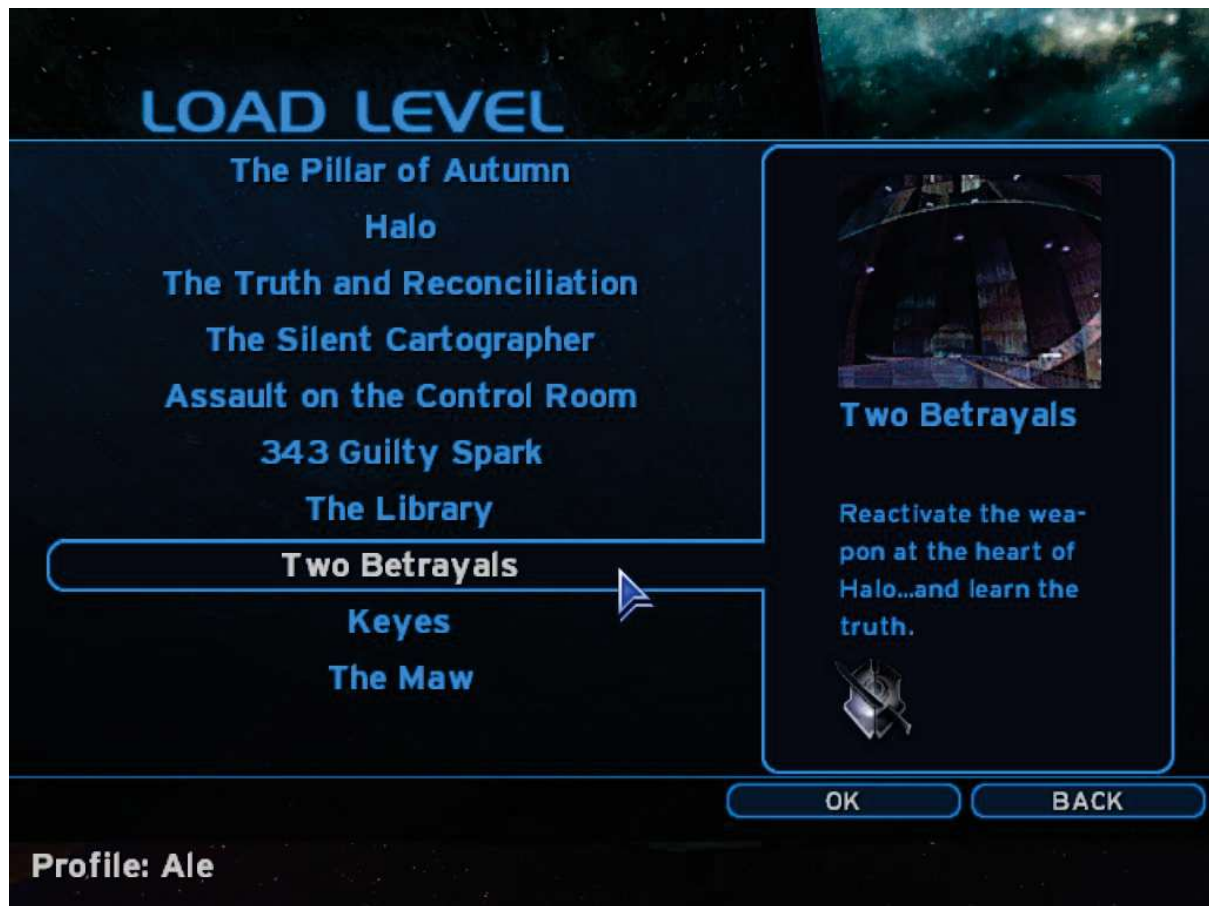 LOAD LEVEL
The Pillar of Autumn
Halo
The Truth and Reconciliation
The Silent Cartographer
Assault on the Control Room
343 Guilty Spark
The Library
Two Betrayals
Keyes
The Maw
Two Betrayals
Reactivate the wea-
pon at the heart of
Halo...and learn the
truth.
OK
BACK
Profile: Ale